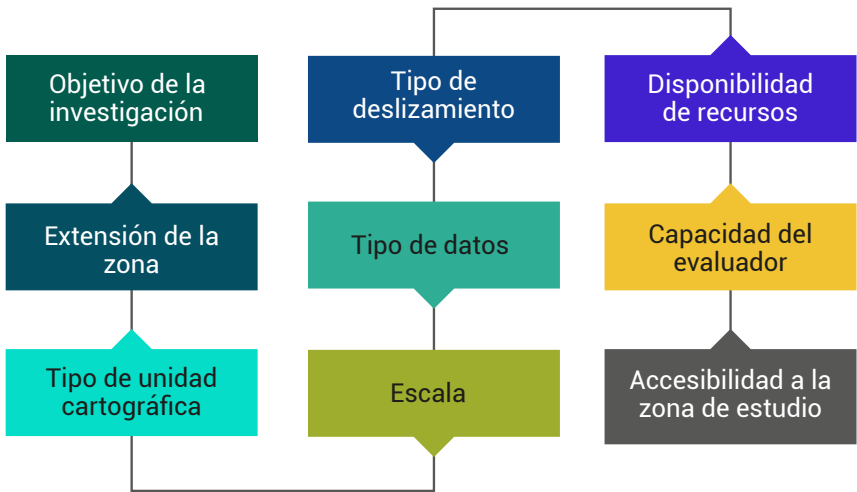 Objetivo de la
investigación
Extensión de la
zona
Tipo de unidad
cartográfica
Escala
Tipo de datos
Tipo de
deslizamiento
Disponibilidad
de recursos
Capacidad del
evaluador
Accesibilidad a la
zona de estudio